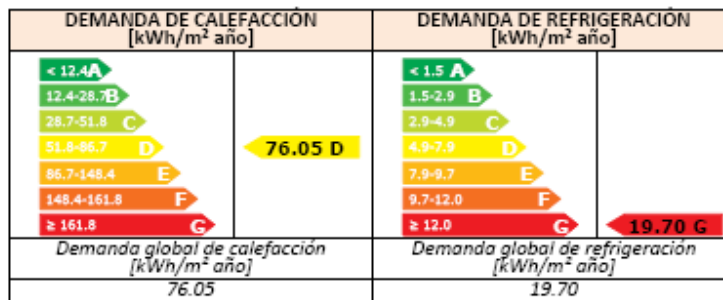 DEMANDA DE CALEFACCIÓN
[kWh/m² año]
< 12.4 A
12.4-28.7 B
28.7-51.8 C
51.8-86.7 D
86.7-148.4 E
148.4-161.8 F
≥ 161.8 G
76.05 D
Demanda global de calefacción
[kWh/m² año]
76.05
DEMANDA DE REFRIGERACIÓN
[kWh/m² año]
< 1.5 A
1.5-2.9 B
2.9-4.9 C
4.9-7.9 D
7.9-9.7 E
9.7-12.0 F
≥ 12.0 G
19.70 G
Demanda global de refrigeración
[kWh/m² año]
19.70